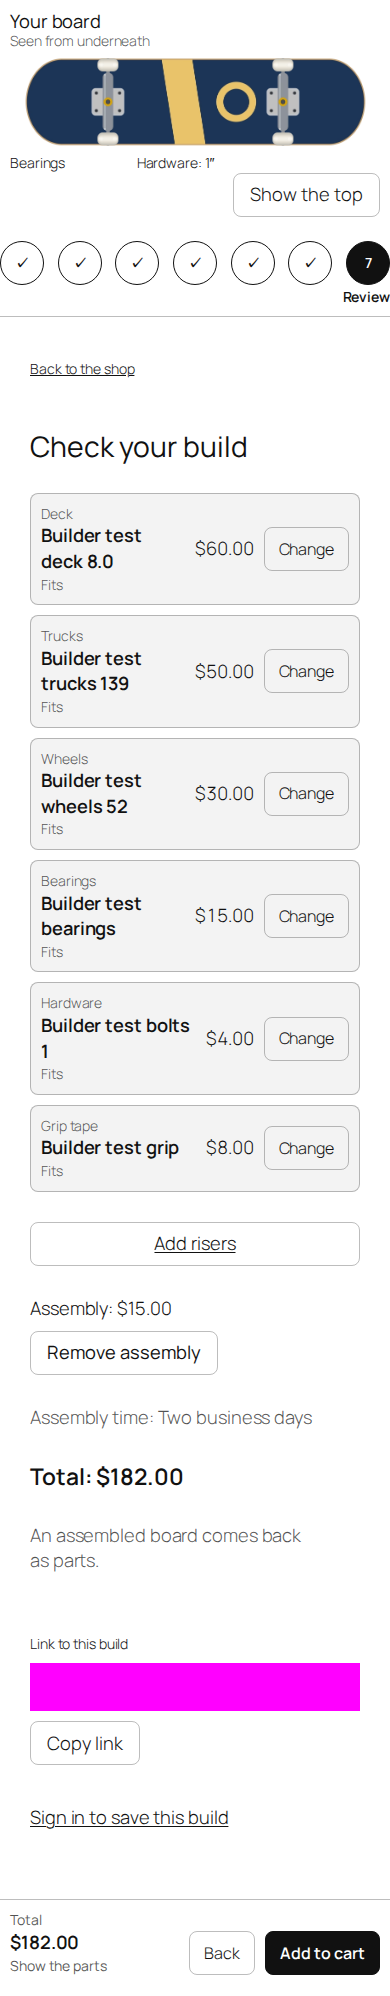 Your board
Seen from underneath
Bearings
Hardware: 1″
Show the top
✓ ✓ ✓ ✓ ✓ ✓ 7
Review
Back to the shop
Check your build
Deck
Builder test
deck 8.0
Fits
$60.00
Change
Trucks
Builder test
trucks 139
Fits
$50.00
Change
Wheels
Builder test
wheels 52
Fits
$30.00
Change
Bearings
Builder test
bearings
Fits
$15.00
Change
Hardware
Builder test bolts
1
Fits
$4.00
Change
Grip tape
Builder test grip
Fits
$8.00
Change
Add risers
Assembly: $15.00
Remove assembly
Assembly time: Two business days
Total: $182.00
An assembled board comes back
as parts.
Link to this build
Copy link
Sign in to save this build
Total
$182.00
Show the parts
Back
Add to cart